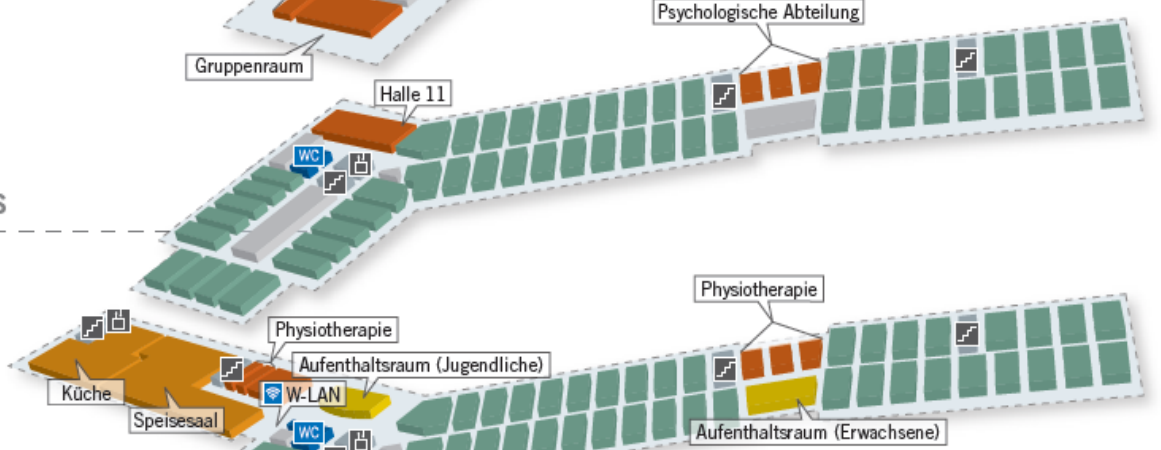 Psychologische Abteilung
Gruppenraum
Halle 11
WC
S
Physiotherapie
Physiotherapie
Aufenthaltsraum (Jugendliche)
Küche
W-LAN
Speisesaal
WC
Aufenthaltsraum (Erwachsene)